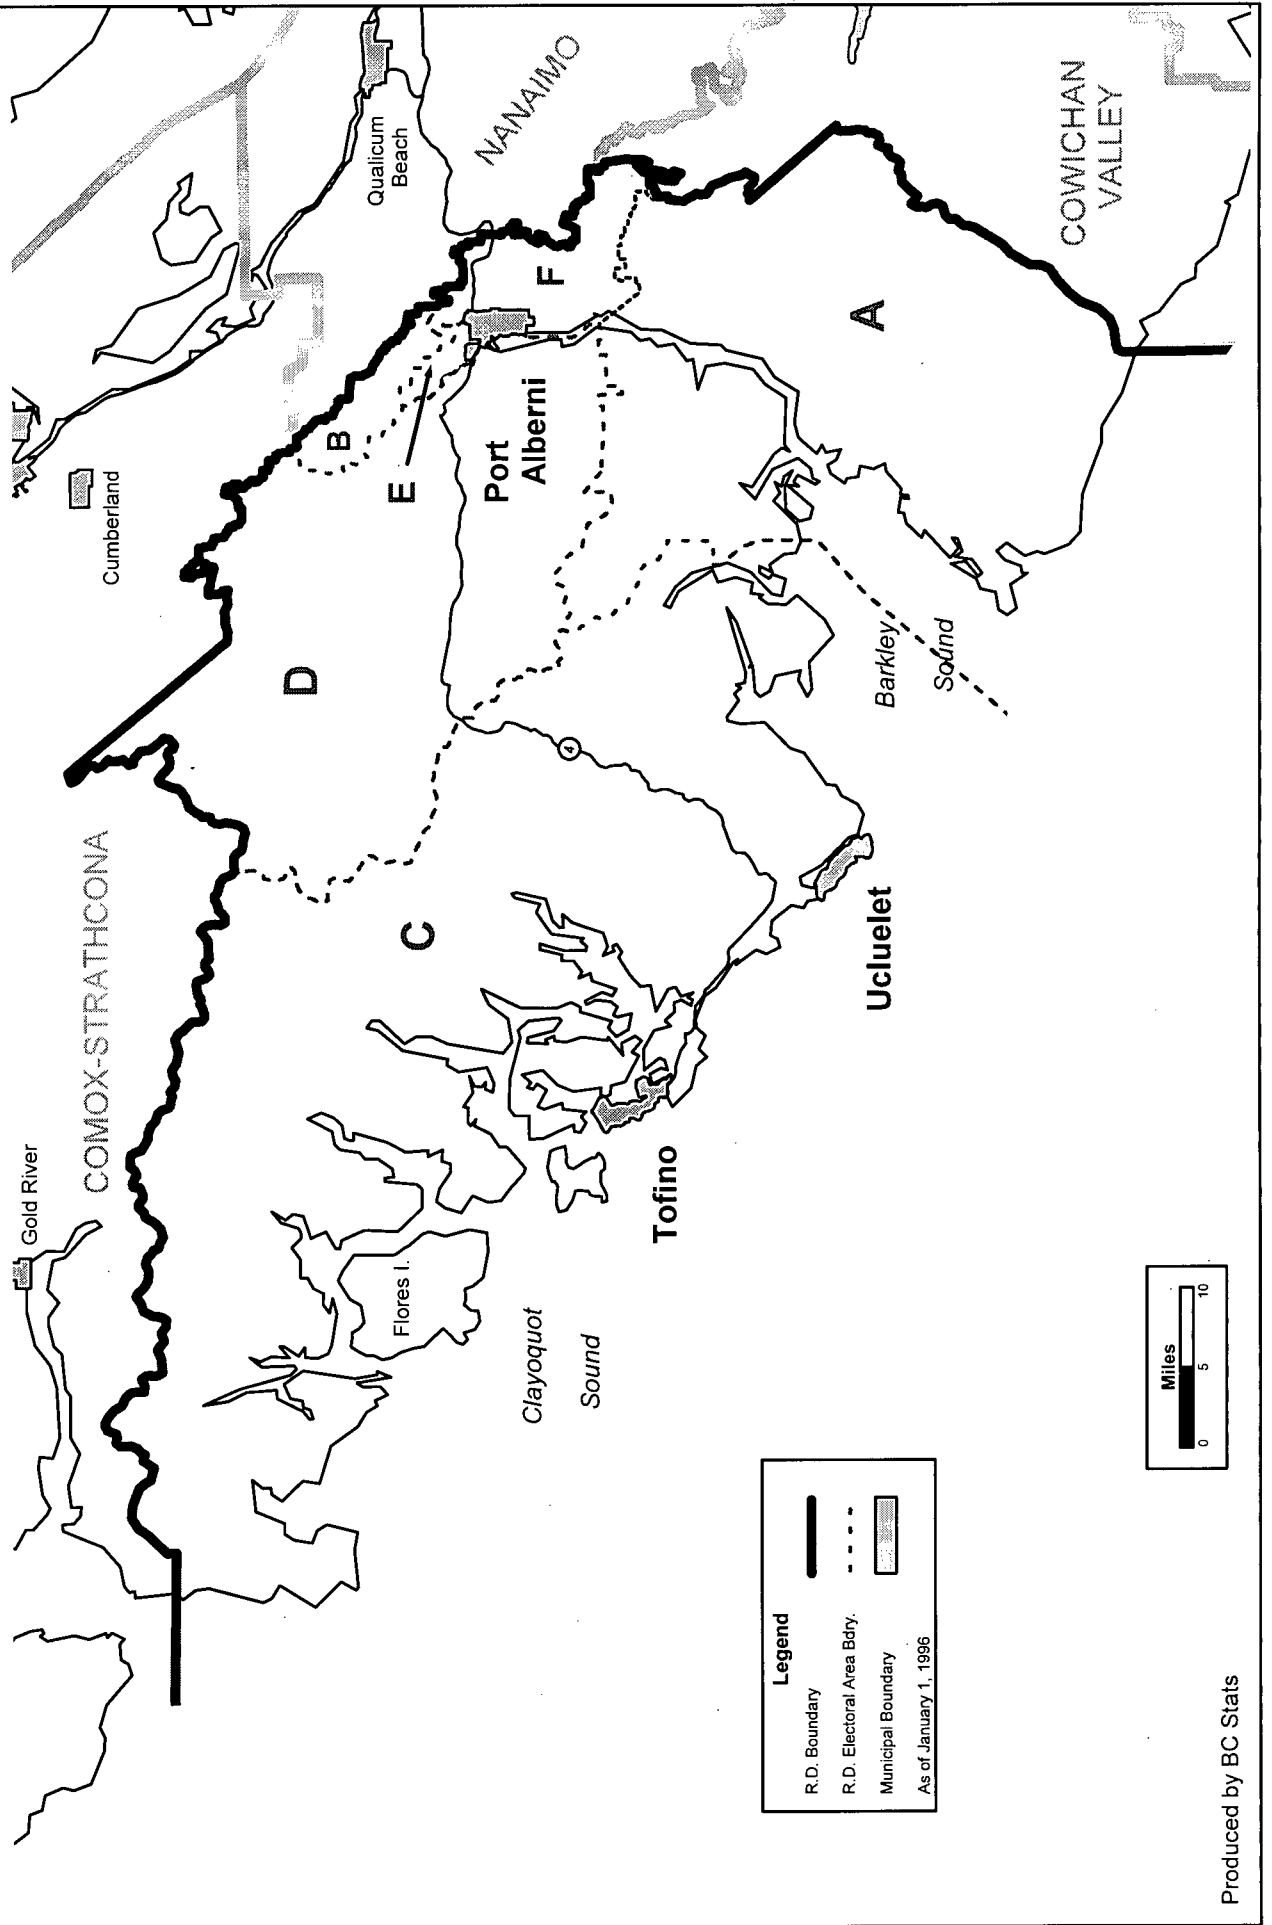 Gold River
COMOX-STRATHCONA
Cumberland
Qualicum
Beach
NANAIMO
COWICHAN
VALLEY
D
B
E
F
A
C
Port
Alberni
4
Flores I.
Clayoquot
Sound
Tofino
Ucluelet
Barkley
Sound
Legend
R.D. Boundary
R.D. Electoral Area Bdry.
Municipal Boundary
As of January 1, 1996
Miles
0 5 10
Produced by BC Stats